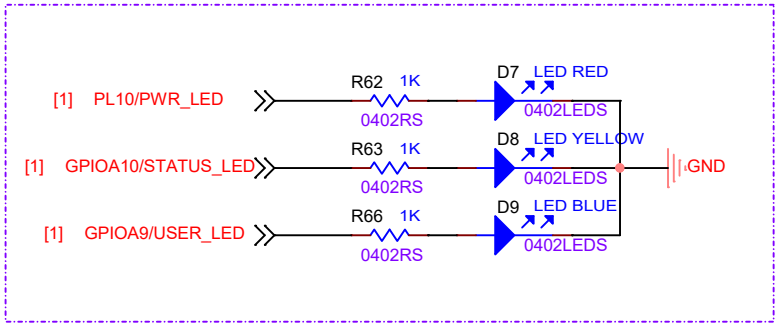 D7 LED RED
R62 1K
[1] PL10/PWR_LED
0402RS 0402LEDS
D8 LED YELLOW
R63 1K
[1] GPIOA10/STATUS_LED GND
0402RS 0402LEDS
D9 LED BLUE
R66 1K
[1] GPIOA9/USER_LED
0402RS 0402LEDS